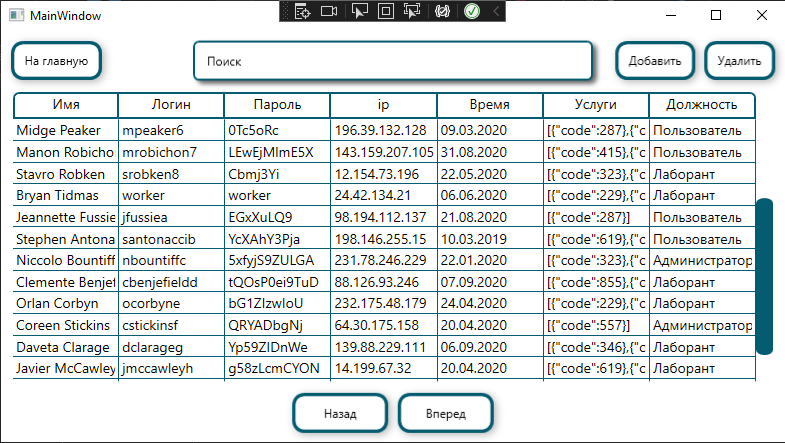 MainWindow
На главную Поиск Добавить Удалить
Имя Логин Пароль ip Время Услуги Должность
Midge Peaker mpeaker6 0Tc5oRc 196.39.132.128 09.03.2020 [{"code":287},{"c Пользователь
Manon Robicho mrobichon7 LEwEjMlmE5X 143.159.207.105 31.08.2020 [{"code":415},{"c Пользователь
Stavro Robken srobken8 Cbmj3Yi 12.154.73.196 22.05.2020 [{"code":323},{"c Лаборант
Bryan Tidmas worker worker 24.42.134.21 06.06.2020 [{"code":229},{"c Лаборант
Jeannette Fussie jfussiea EGxXuLQ9 98.194.112.137 21.08.2020 [{"code":287}] Пользователь
Stephen Antona santonaccib YcXAhY3Pja 198.146.255.15 10.03.2019 [{"code":619},{"c Пользователь
Niccolo Bountiff nbountiffc 5xfyjS9ZULGA 231.78.246.229 22.01.2020 [{"code":323},{"c Администратор
Clemente Benjef cbenjefieldd tQOsP0ei9TuD 88.126.93.246 07.09.2020 [{"code":855},{"c Лаборант
Orlan Corbyn ocorbyne bG1ZIzwIoU 232.175.48.179 24.04.2020 [{"code":229},{"c Лаборант
Coreen Stickins cstickinsf QRYADbgNj 64.30.175.158 20.04.2020 [{"code":557}] Администратор
Daveta Clarage dclarageg Yp59ZIDnWe 139.88.229.111 06.09.2020 [{"code":346},{"c Лаборант
Javier McCawley jmccawleyh g58zLcmCYON 14.199.67.32 20.04.2020 [{"code":619},{"c Лаборант
Назад Вперед